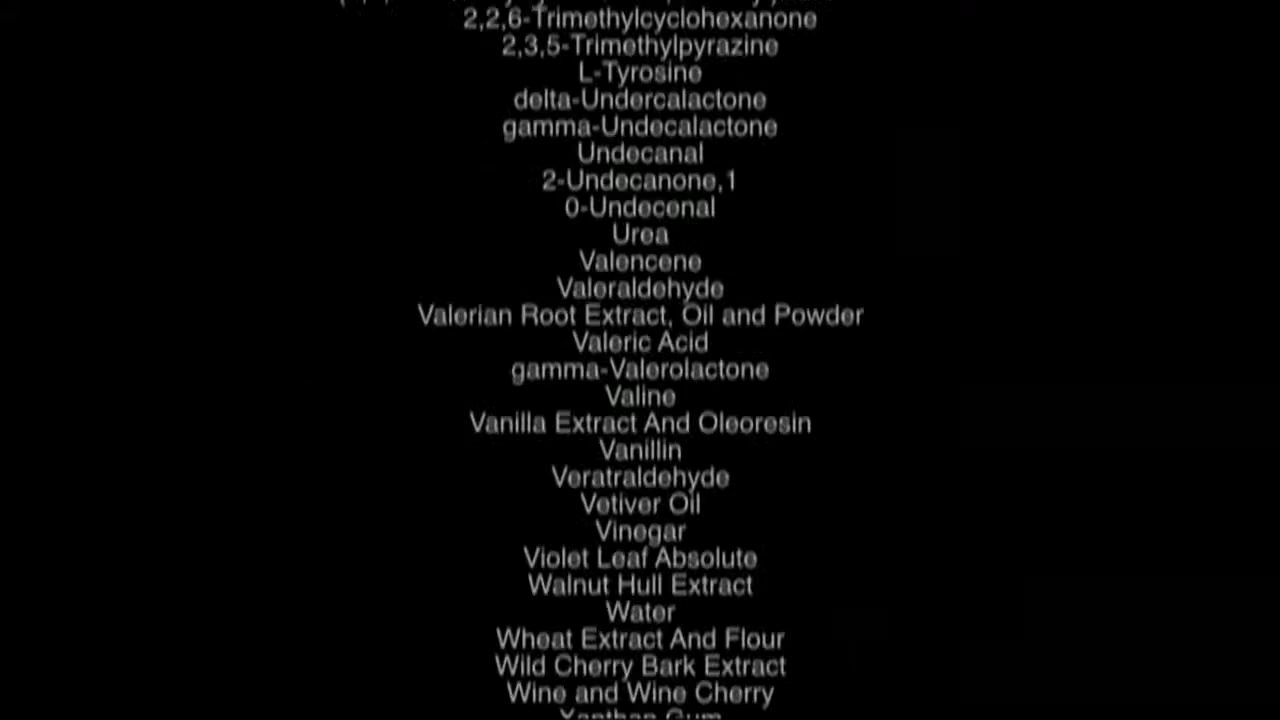 2,2,6-Trimethylcyclohexanone
2,3,5-Trimethylpyrazine
L-Tyrosine
delta-Undercalactone
gamma-Undecalactone
Undecanal
2-Undecanone,1
0-Undecenal
Urea
Valencene
Valeraldehyde
Valerian Root Extract, Oil and Powder
Valeric Acid
gamma-Valerolactone
Valine
Vanilla Extract And Oleoresin
Vanillin
Veratraldehyde
Vetiver Oil
Vinegar
Violet Leaf Absolute
Walnut Hull Extract
Water
Wheat Extract And Flour
Wild Cherry Bark Extract
Wine and Wine Cherry
Xanthan Gum